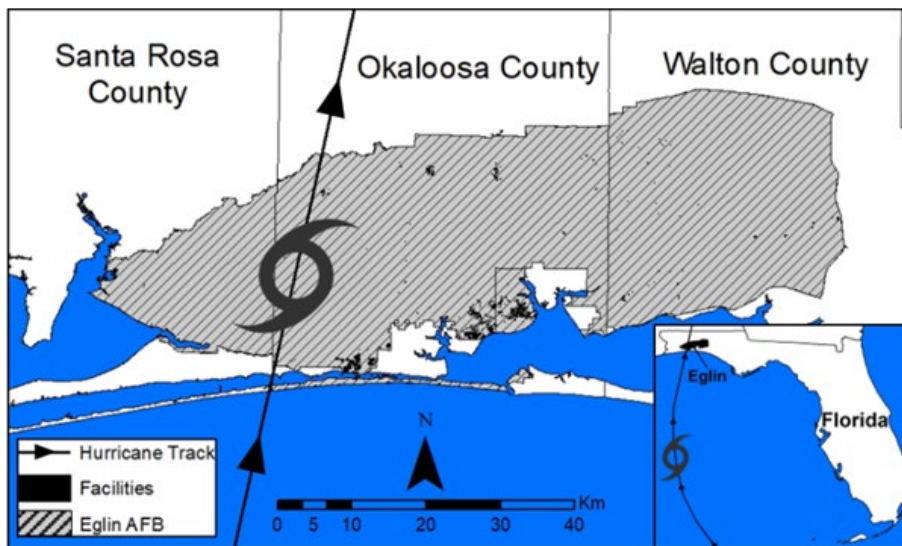 Santa Rosa
County
Okaloosa County
Walton County
N
Km
0 5 10 20 30 40
Hurricane Track
Facilities
Eglin AFB
Eglin
Florida